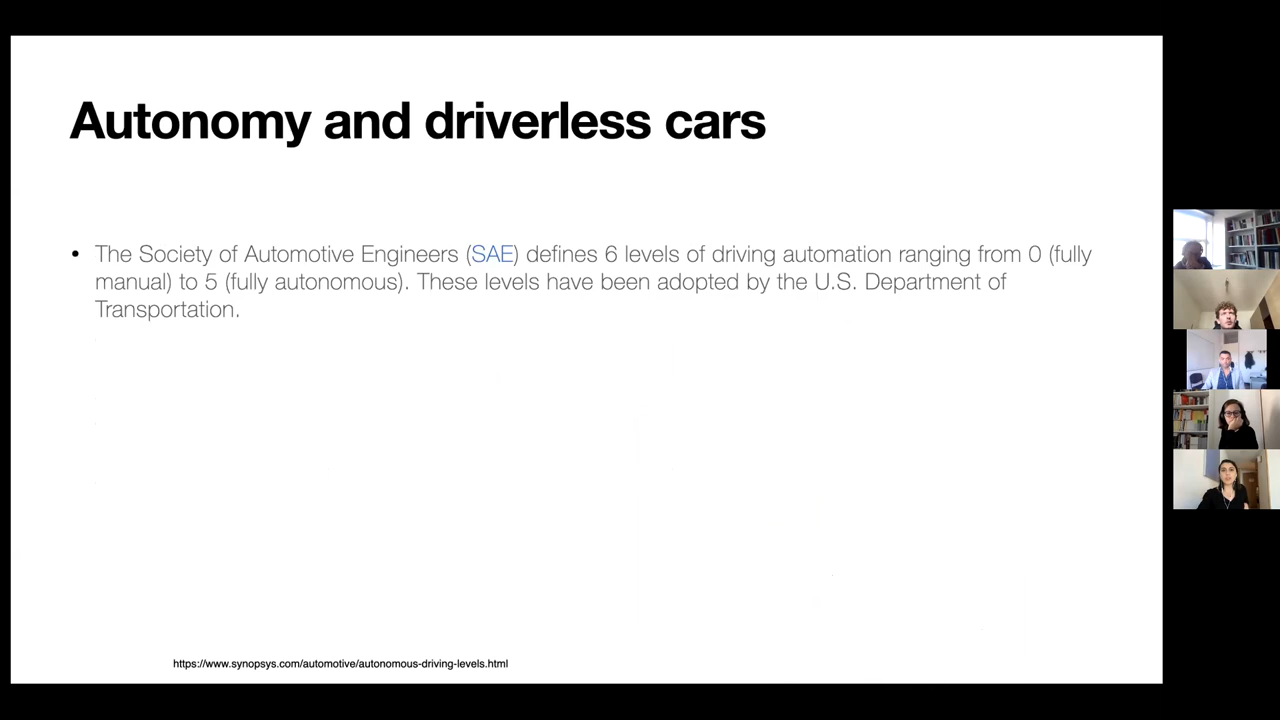 Autonomy and driverless cars
• The Society of Automotive Engineers (SAE) defines 6 levels of driving automation ranging from 0 (fully
manual) to 5 (fully autonomous). These levels have been adopted by the U.S. Department of
Transportation.
https://www.synopsys.com/automotive/autonomous-driving-levels.html